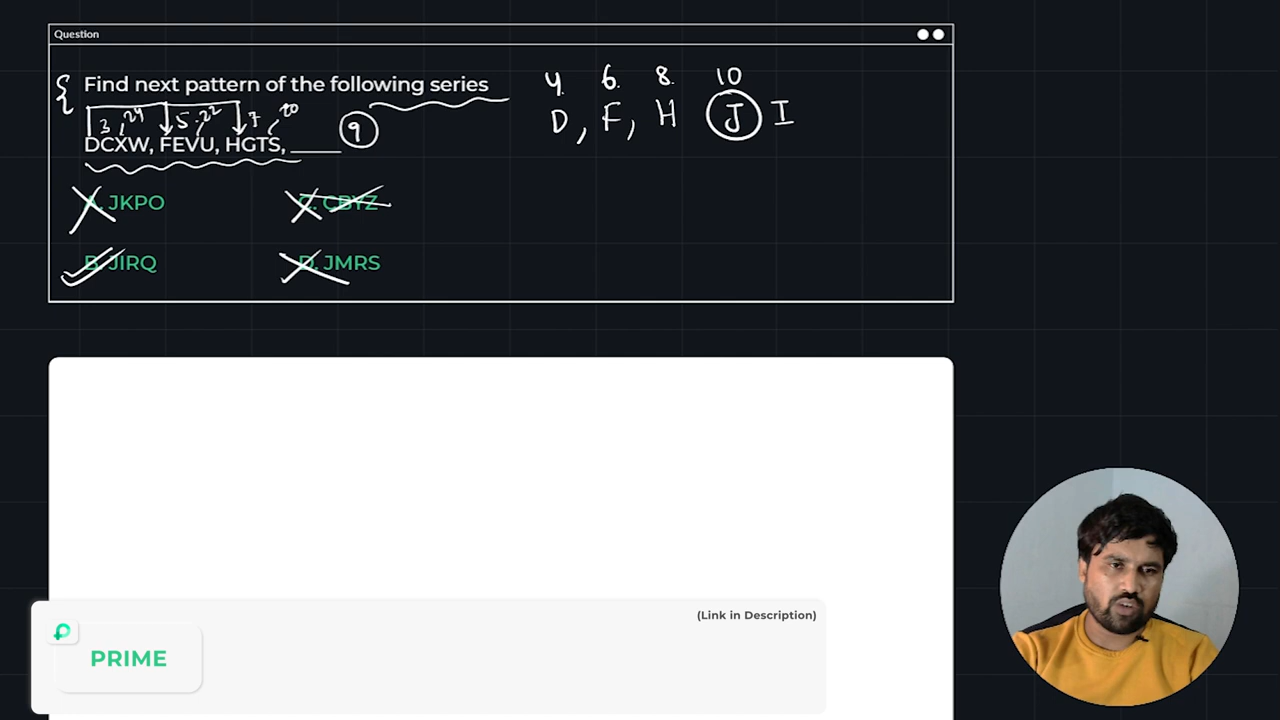 Question
Find next pattern of the following series
4. 6. 8. 10
3 24 5 22 7 20
D, F, H J I
DCXW, FEVU, HGTS, _____ 9
A. JKPO C. CBYZ
B. JIRQ D. JMRS
(Link in Description)
PRIME